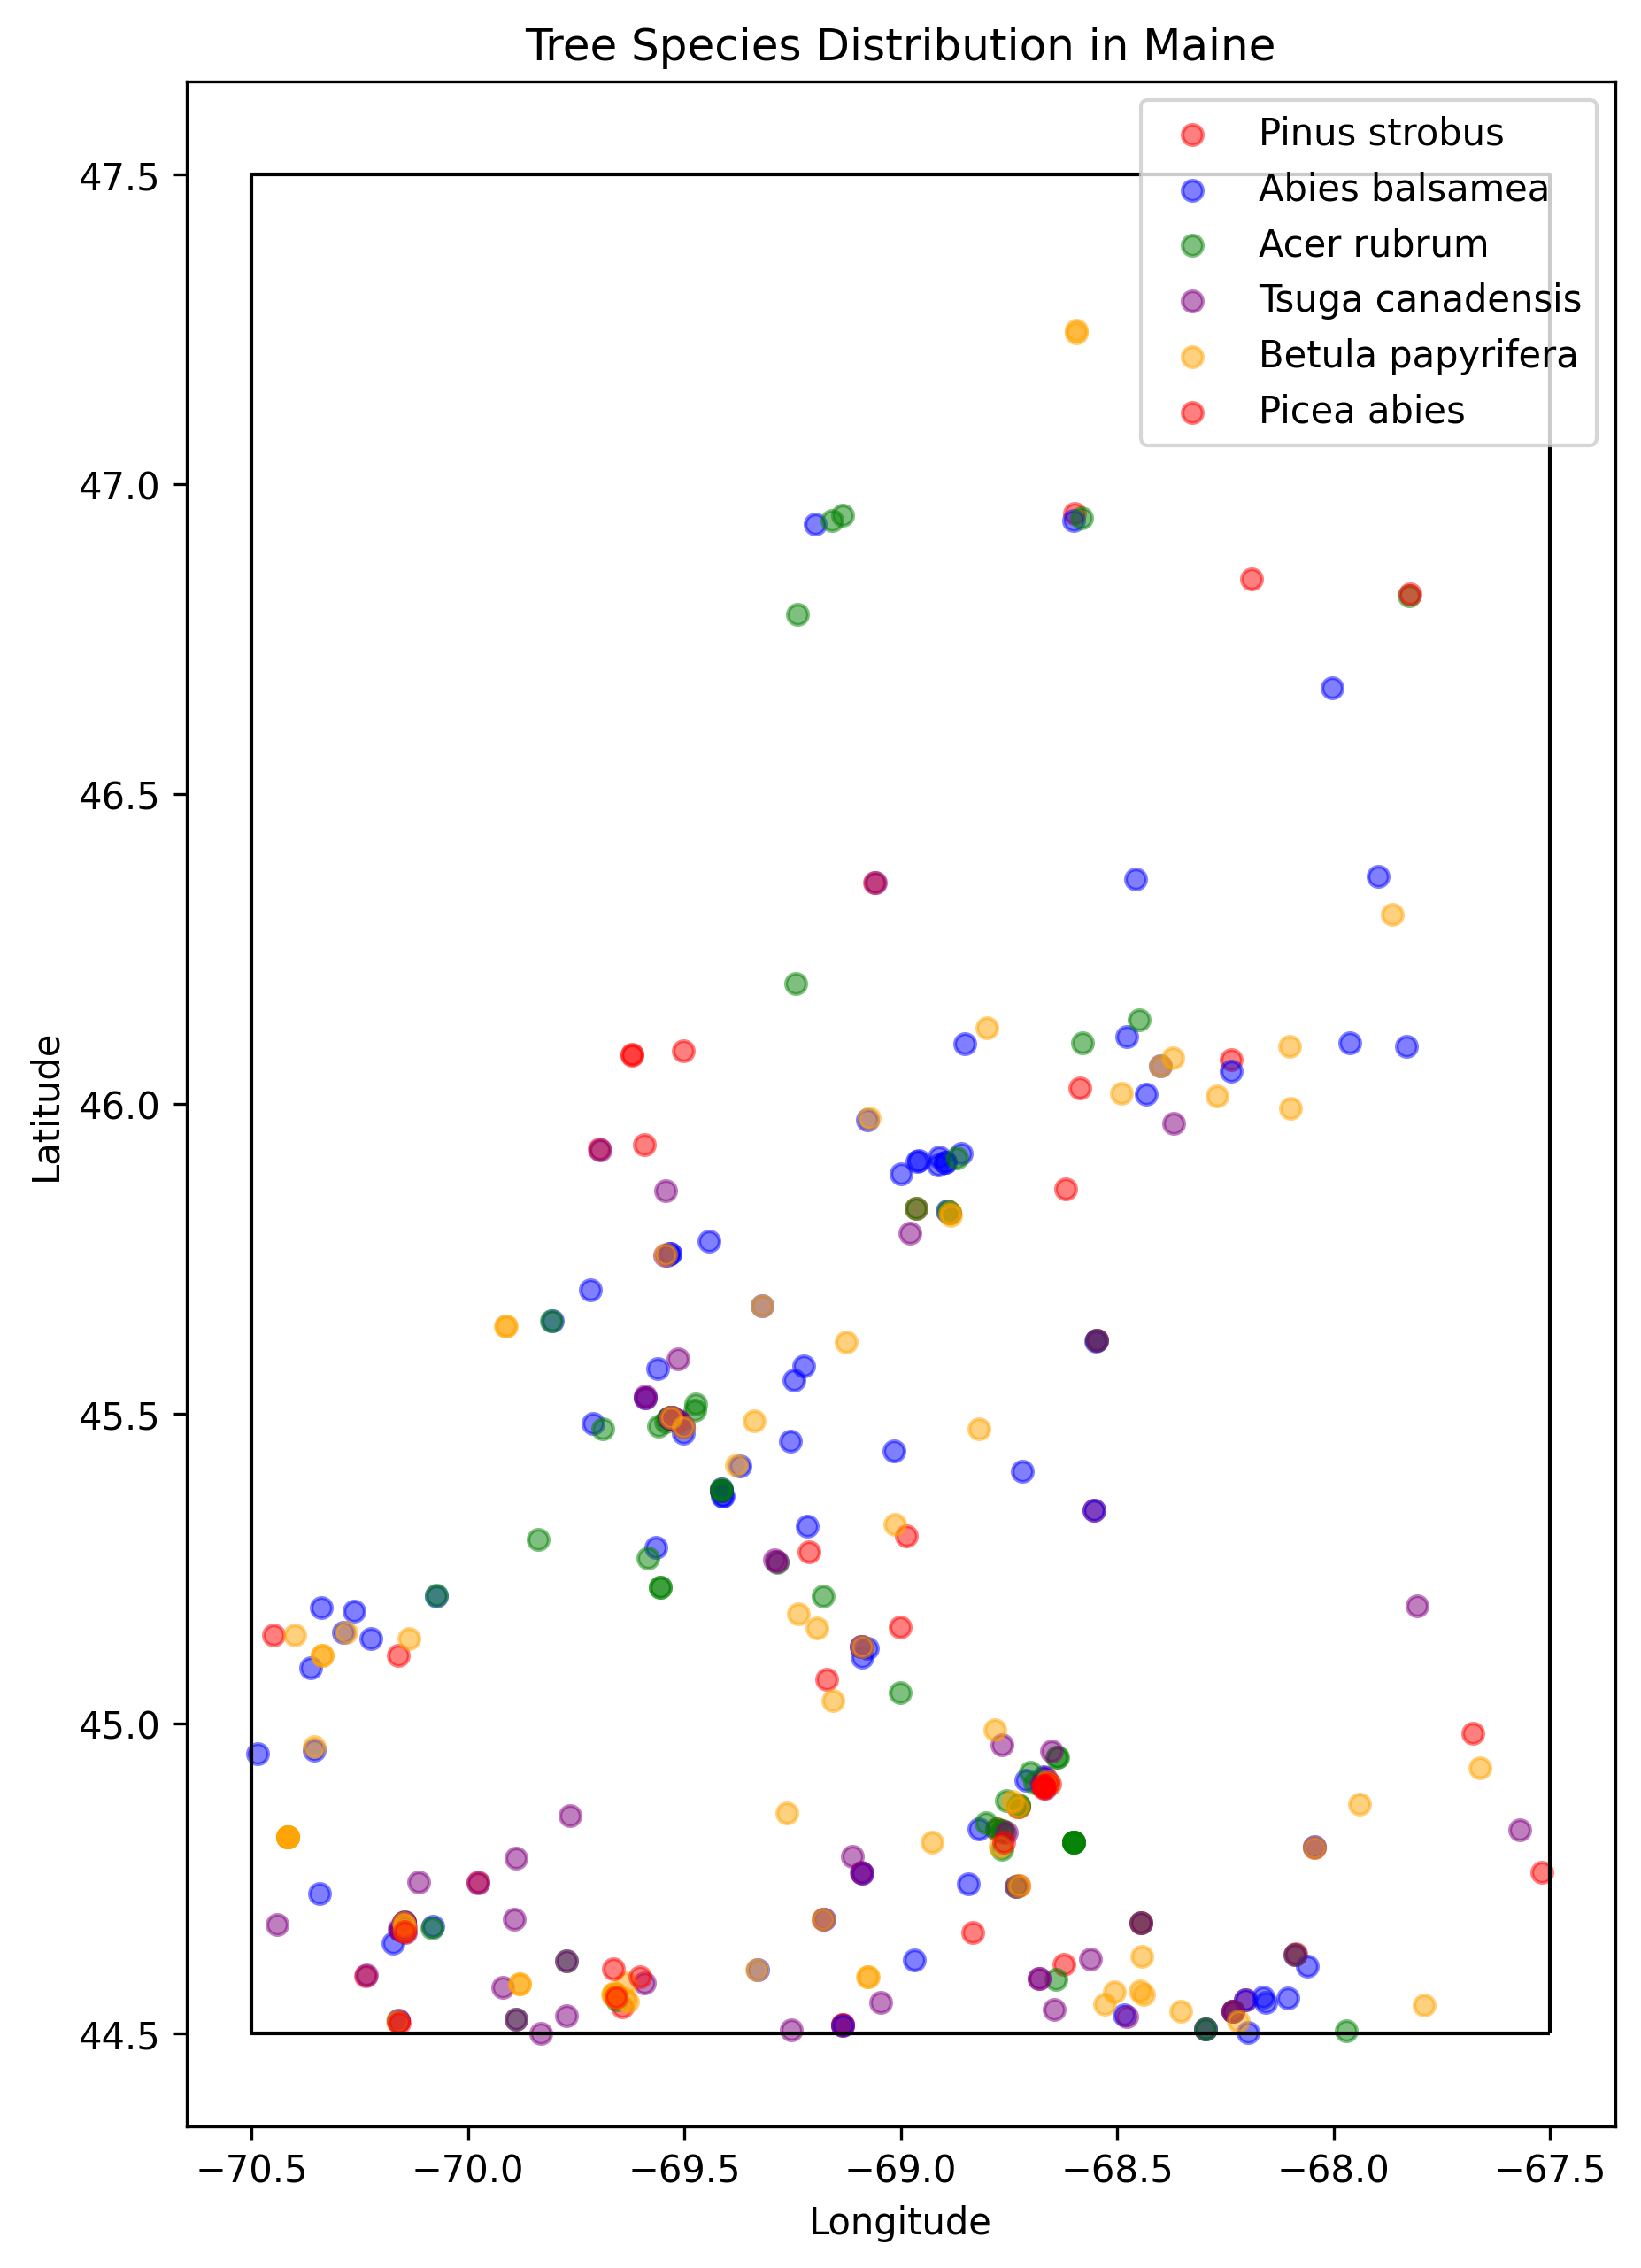 Tree Species Distribution in Maine
Pinus strobus
Abies balsamea
Acer rubrum
Tsuga canadensis
Betula papyrifera
Picea abies
47.5
47.0
46.5
46.0
45.5
45.0
44.5
Latitude
−70.5 −70.0 −69.5 −69.0 −68.5 −68.0 −67.5
Longitude